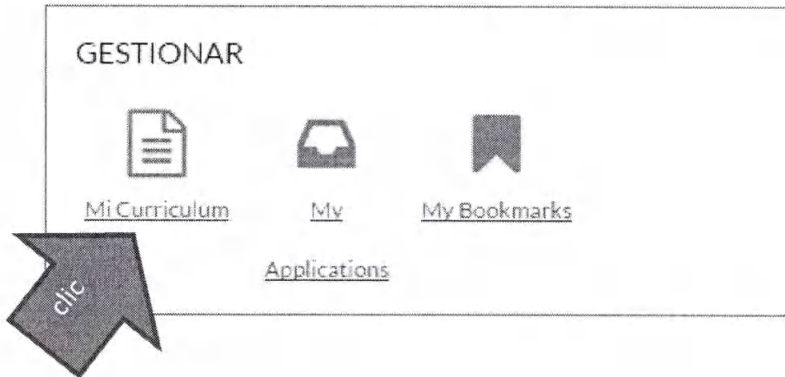 GESTIONAR
Mi Curriculum
My
My Bookmarks
Applications
clic